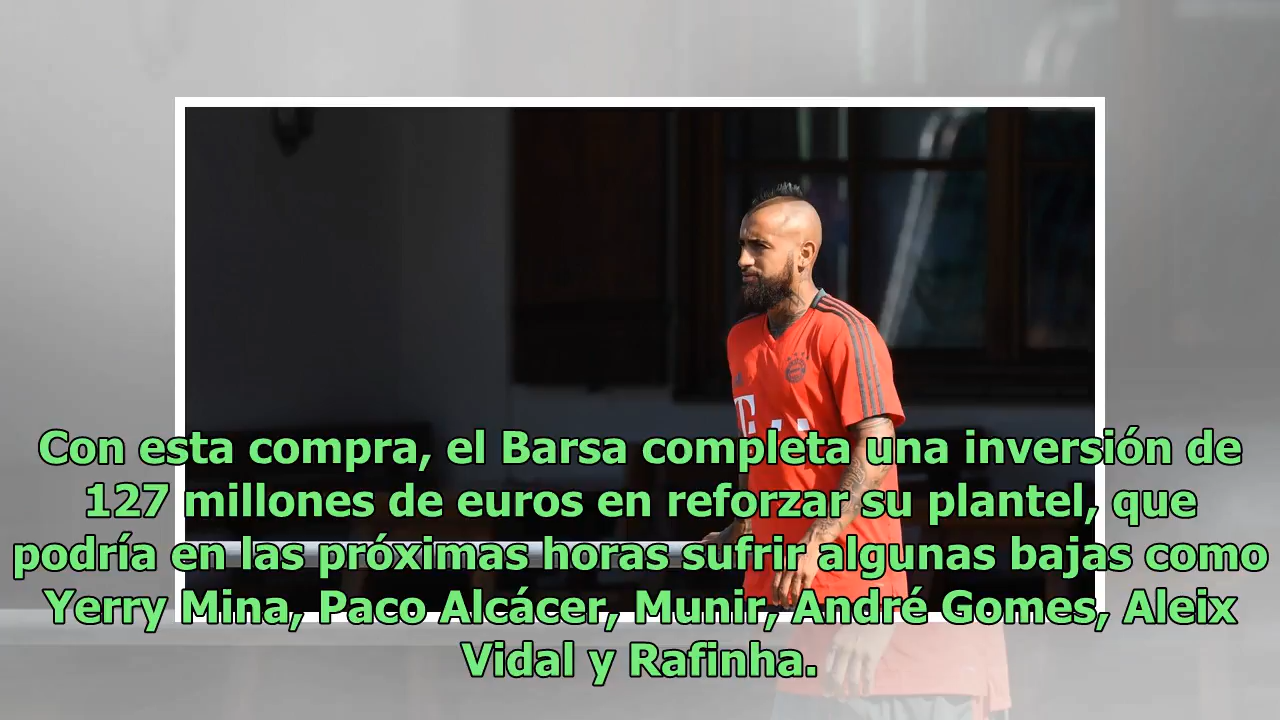 Con esta compra, el Barsa completa una inversión de
127 millones de euros en reforzar su plantel, que
podría en las próximas horas sufrir algunas bajas como
Yerry Mina, Paco Alcácer, Munir, André Gomes, Aleix
Vidal y Rafinha.